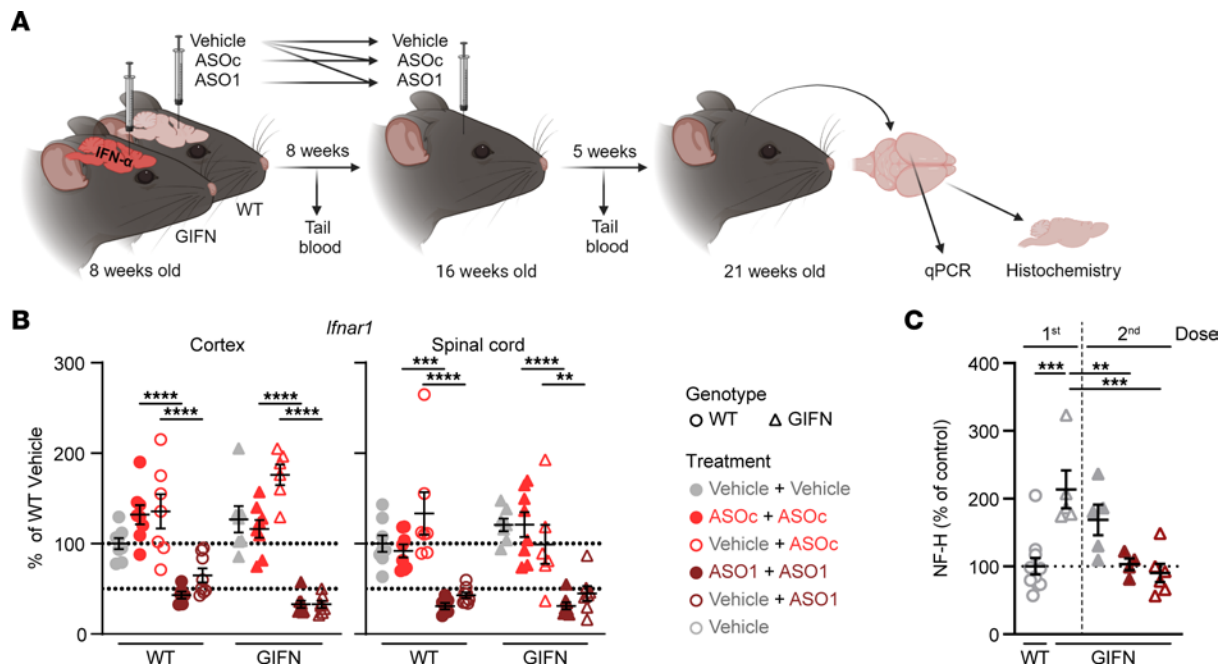 A
Vehicle Vehicle
ASOc ASOc
ASO1 ASO1
IFN-α
8 weeks
5 weeks
WT
GIFN
Tail
blood
Tail
blood
8 weeks old
16 weeks old
21 weeks old
qPCR
Histochemistry
B
Ifnar1
Cortex
Spinal cord
% of WT Vehicle
300
200
100
0
**** **** **** ****
*** **** **** **
WT GIFN WT GIFN
Genotype
WT GIFN
Treatment
Vehicle + Vehicle
ASOc + ASOc
Vehicle + ASOc
ASO1 + ASO1
Vehicle + ASO1
Vehicle
C
1st 2nd Dose
*** **
***
NF-H (% of control)
400
300
200
100
0
WT GIFN